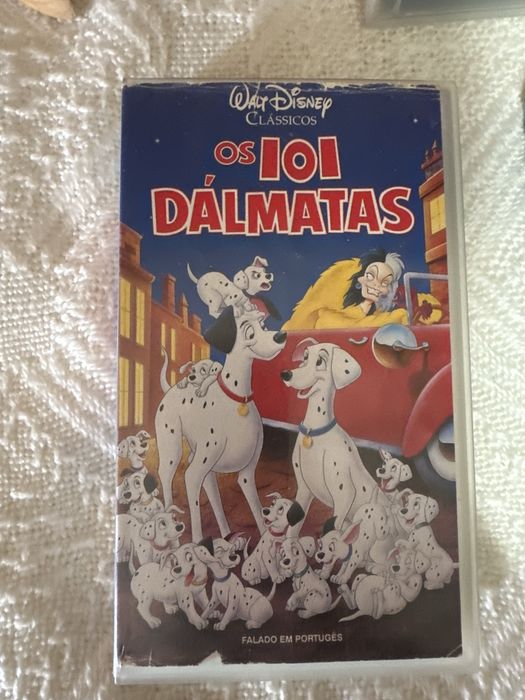 Walt Disney
CLÁSSICOS
OS 101
DÁLMATAS
FALADO EM PORTUGÊS